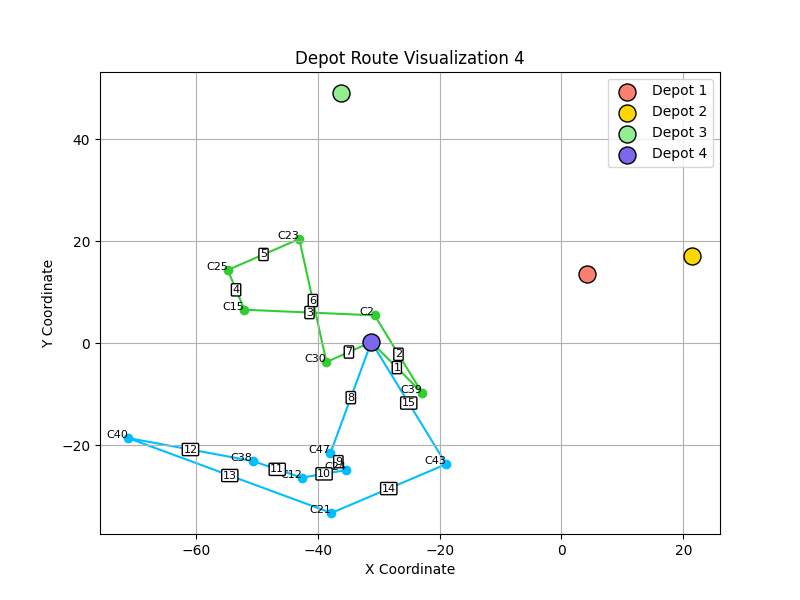 Depot Route Visualization 4
Depot 1
Depot 2
Depot 3
Depot 4
Y Coordinate
40
20
0
−20
C23
5
C25
4
6
C15
3
C2
2
7
C30
1
C39
8
15
C40
12
C47
9
C38
11
10
C12
13
C43
14
C21
−60
−40
−20
0
20
X Coordinate